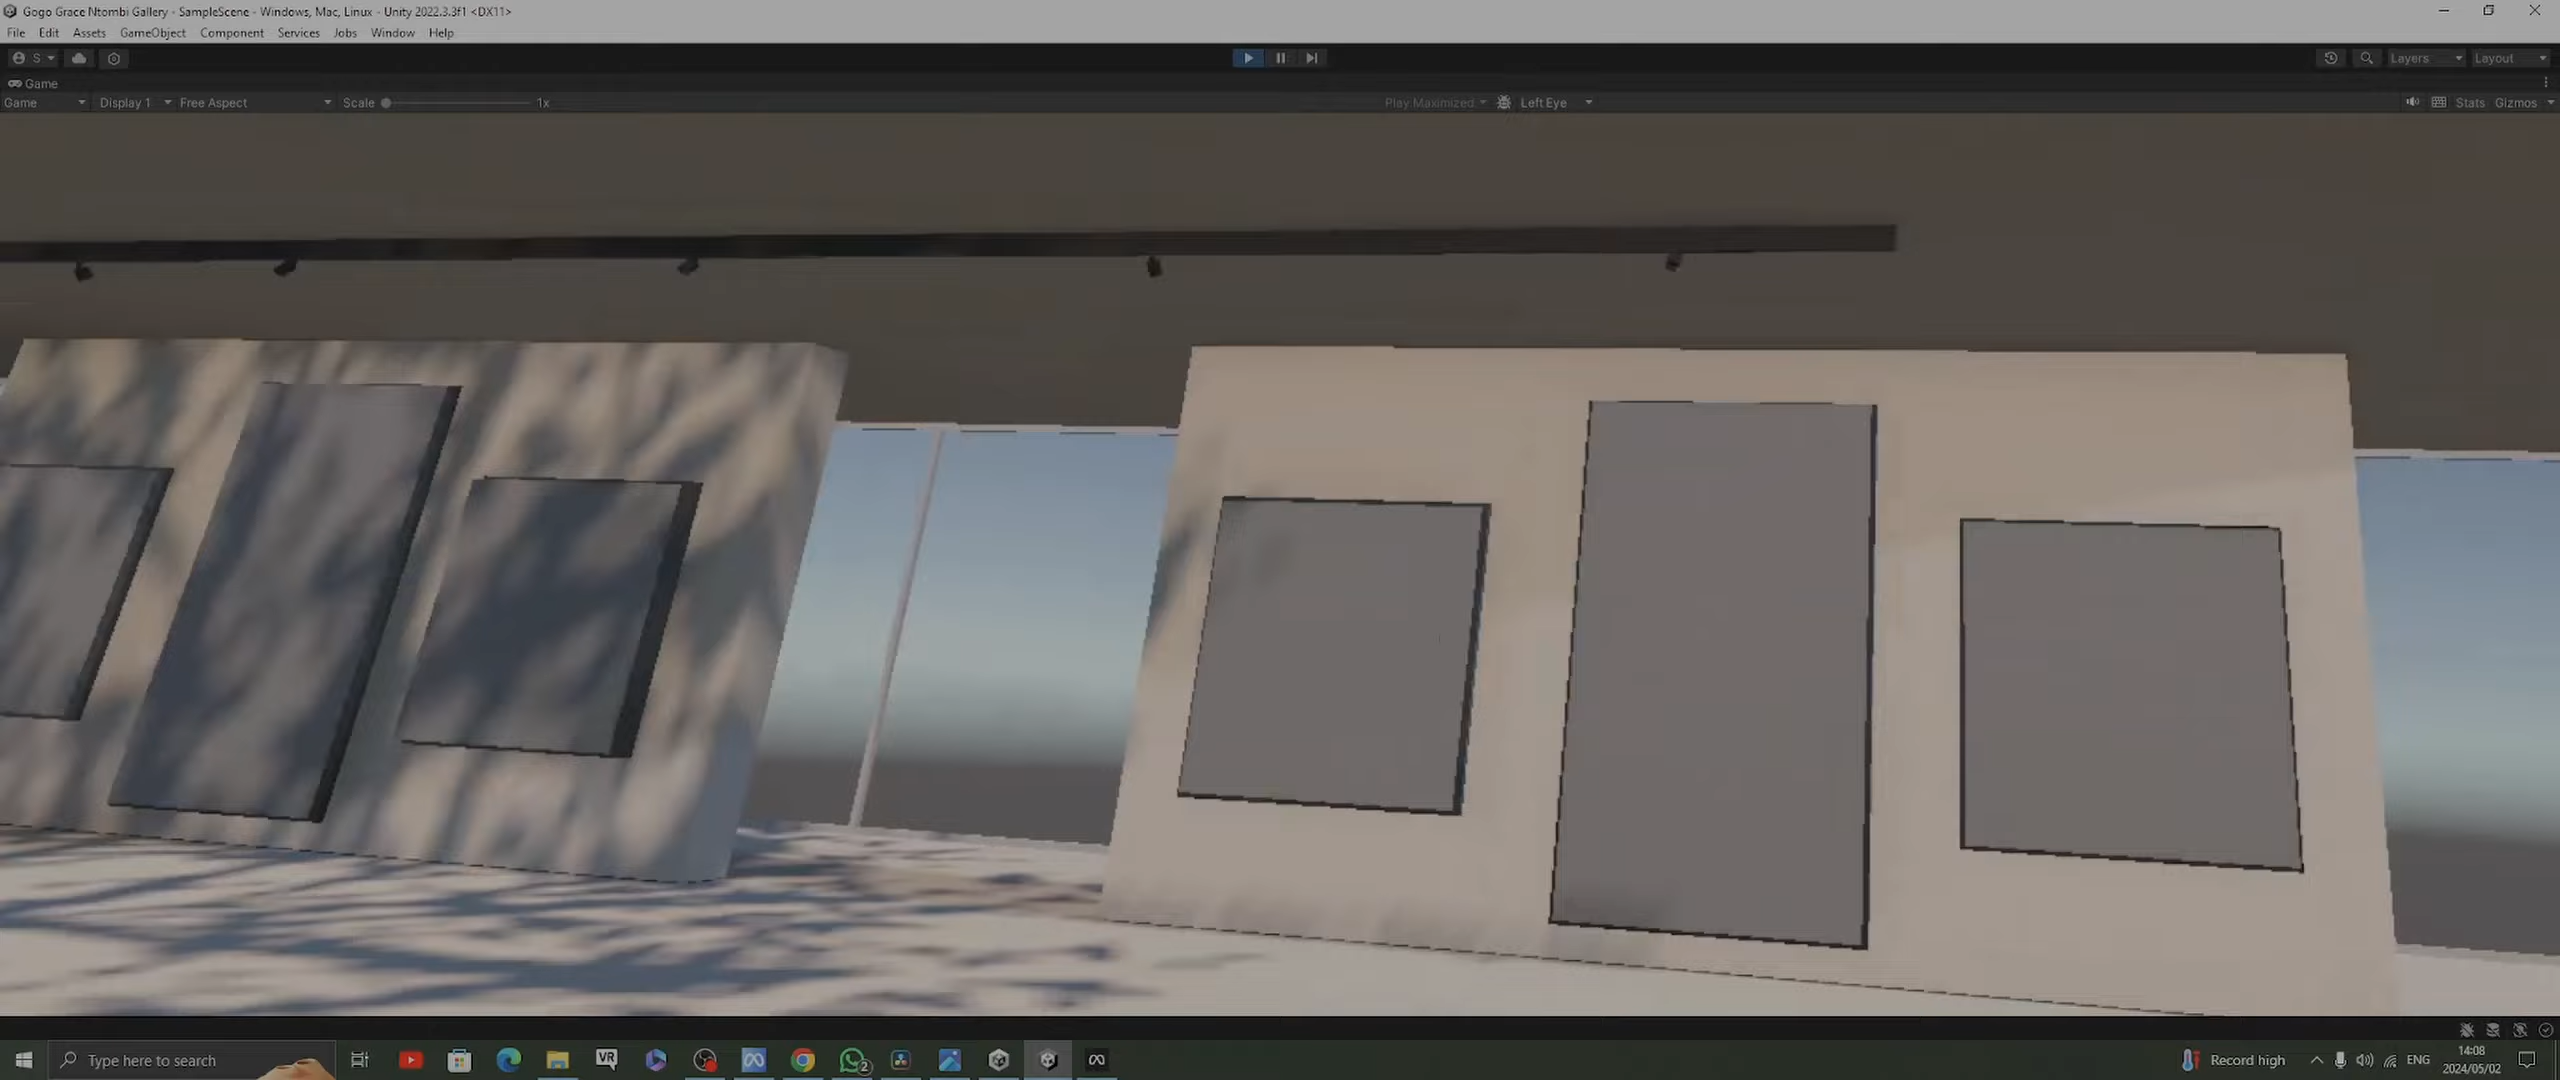 Gogo Grace Ntombi Gallery - SampleScene - Windows, Mac, Linux - Unity 2022.3.3f1 <DX11>
File Edit Assets GameObject Component Services Jobs Window Help
S Layers Layout
Game
Game Display 1 Free Aspect Scale 1x Play Maximized Left Eye Stats Gizmos
Type here to search VR 2 Record high ENG 14:08
2024/05/02